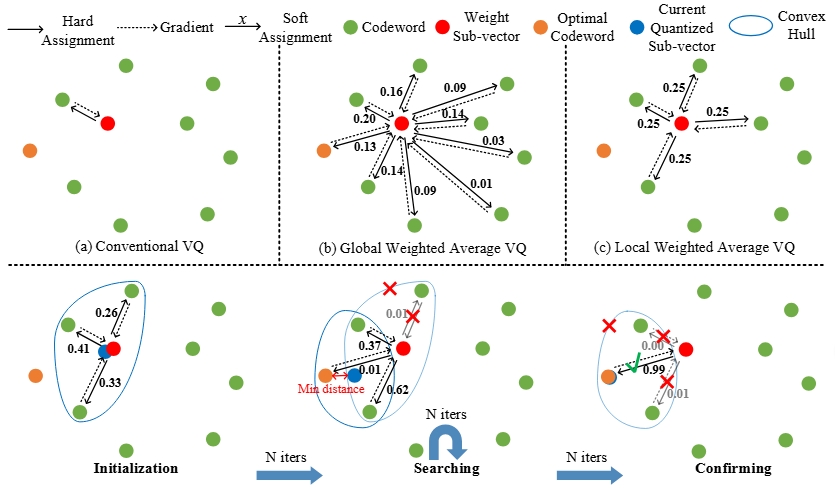 Hard Assignment
Gradient
x
Soft Assignment
Codeword
Weight Sub-vector
Optimal Codeword
Current Quantized Sub-vector
Convex Hull
0.20
0.16
0.09
0.14
0.03
0.01
0.09
0.14
0.13
0.25
0.25
0.25
0.25
(a) Conventional VQ
(b) Global Weighted Average VQ
(c) Local Weighted Average VQ
0.26
0.41
0.33
Initialization
N iters
0.01
0.37
0.01
Min distance
0.62
N iters
Searching
N iters
0.00
0.99
0.01
Confirming